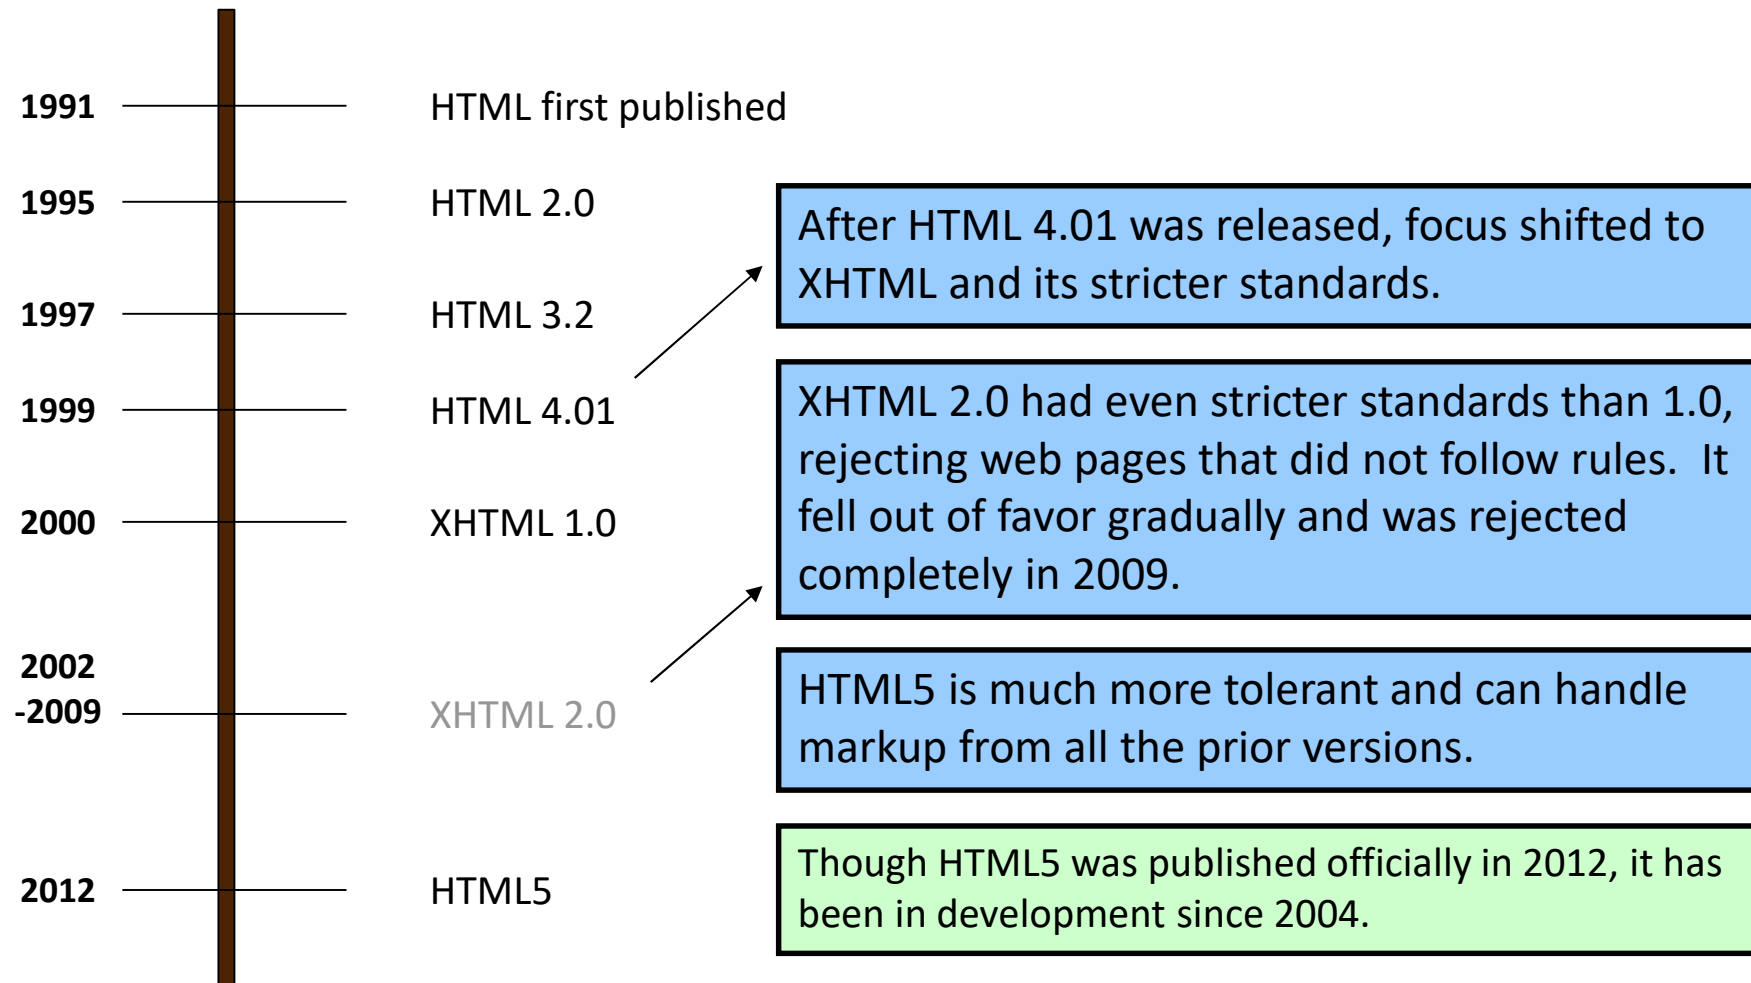 1991 HTML first published
1995 HTML 2.0
1997 HTML 3.2
1999 HTML 4.01
2000 XHTML 1.0
2002
-2009 XHTML 2.0
2012 HTML5
After HTML 4.01 was released, focus shifted to
XHTML and its stricter standards.
XHTML 2.0 had even stricter standards than 1.0,
rejecting web pages that did not follow rules.  It
fell out of favor gradually and was rejected
completely in 2009.
HTML5 is much more tolerant and can handle
markup from all the prior versions.
Though HTML5 was published officially in 2012, it has
been in development since 2004.